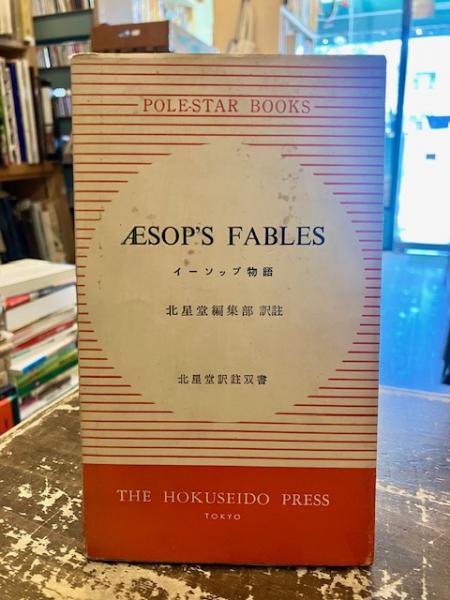 POLE-STAR BOOKS
ÆSOP'S FABLES
イーソップ物語
北星堂編集部 訳註
北星堂訳註双書
THE HOKUSEIDO PRESS
TOKYO